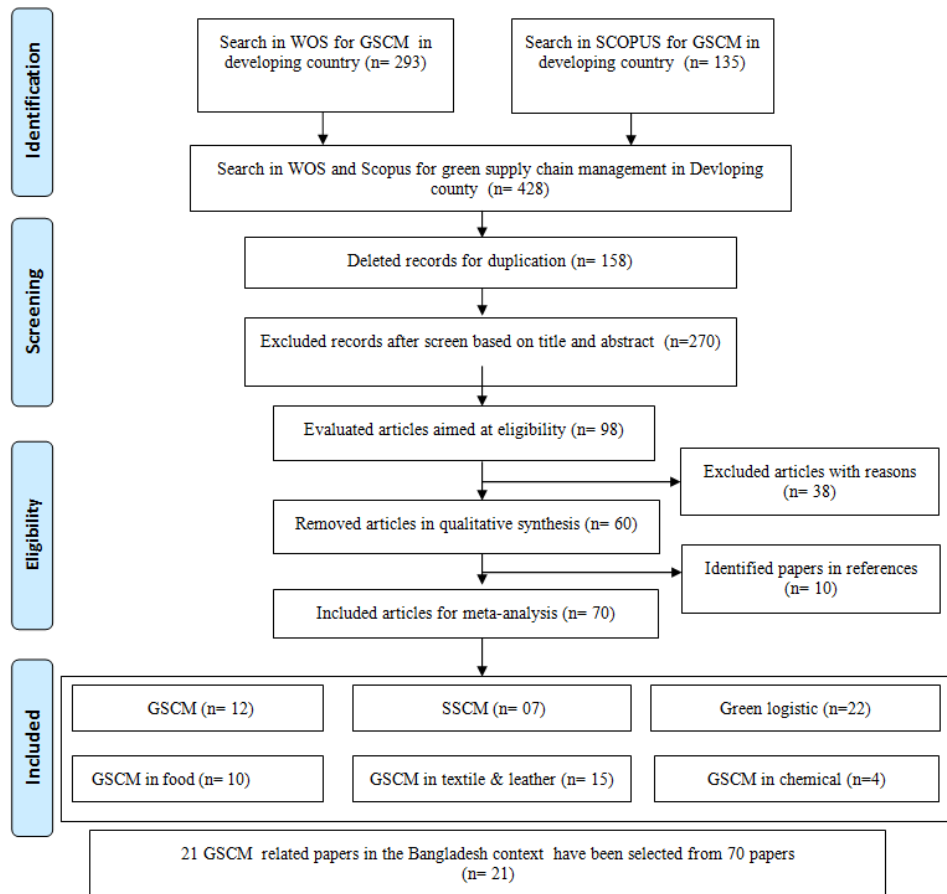 Identification
Search in WOS for GSCM in
developing country (n= 293)
Search in SCOPUS for GSCM in
developing country (n= 135)
Search in WOS and Scopus for green supply chain management in Devloping
county (n= 428)
Screening
Deleted records for duplication (n= 158)
Excluded records after screen based on title and abstract (n=270)
Evaluated articles aimed at eligibility (n= 98)
Eligibility
Excluded articles with reasons
(n= 38)
Removed articles in qualitative synthesis (n= 60)
Identified papers in references
(n= 10)
Included articles for meta-analysis (n= 70)
Included
GSCM (n= 12)
SSCM (n= 07)
Green logistic (n=22)
GSCM in food (n= 10)
GSCM in textile & leather (n= 15)
GSCM in chemical (n=4)
21 GSCM related papers in the Bangladesh context have been selected from 70 papers
(n= 21)